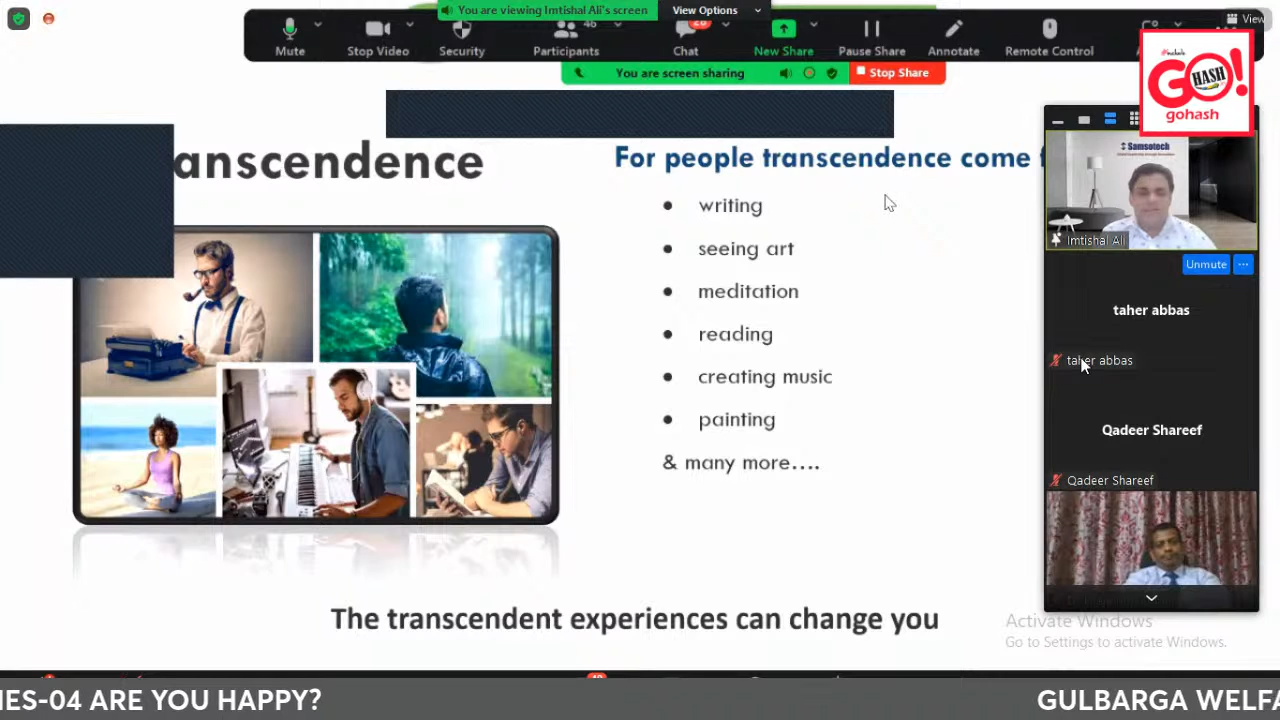 You are viewing Imtishal Ali's screen
View Options
View
Mute
Stop Video
Security
Participants
Chat
New Share
Pause Share
Annotate
Remote Control
You are screen sharing
Stop Share
GO!
HASH
gohash
anscendence
For people transcendence come
• writing
• seeing art
• meditation
• reading
• creating music
• painting
& many more....
The transcendent experiences can change you
Samsotech
Imtishal Ali
Unmute
...
taher abbas
taher abbas
Qadeer Shareef
Qadeer Shareef
Activate Windows
Go to Settings to activate Windows.
IES-04 ARE YOU HAPPY?
GULBARGA WELFA